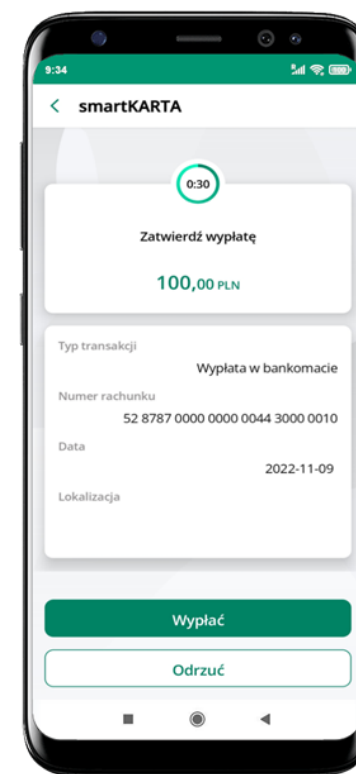 9:34
smartKARTA
0:30
Zatwierdź wypłatę
100,00 PLN
Typ transakcji
Wypłata w bankomacie
Numer rachunku
52 8787 0000 0000 0044 3000 0010
Data
2022-11-09
Lokalizacja
Wypłać
Odrzuć